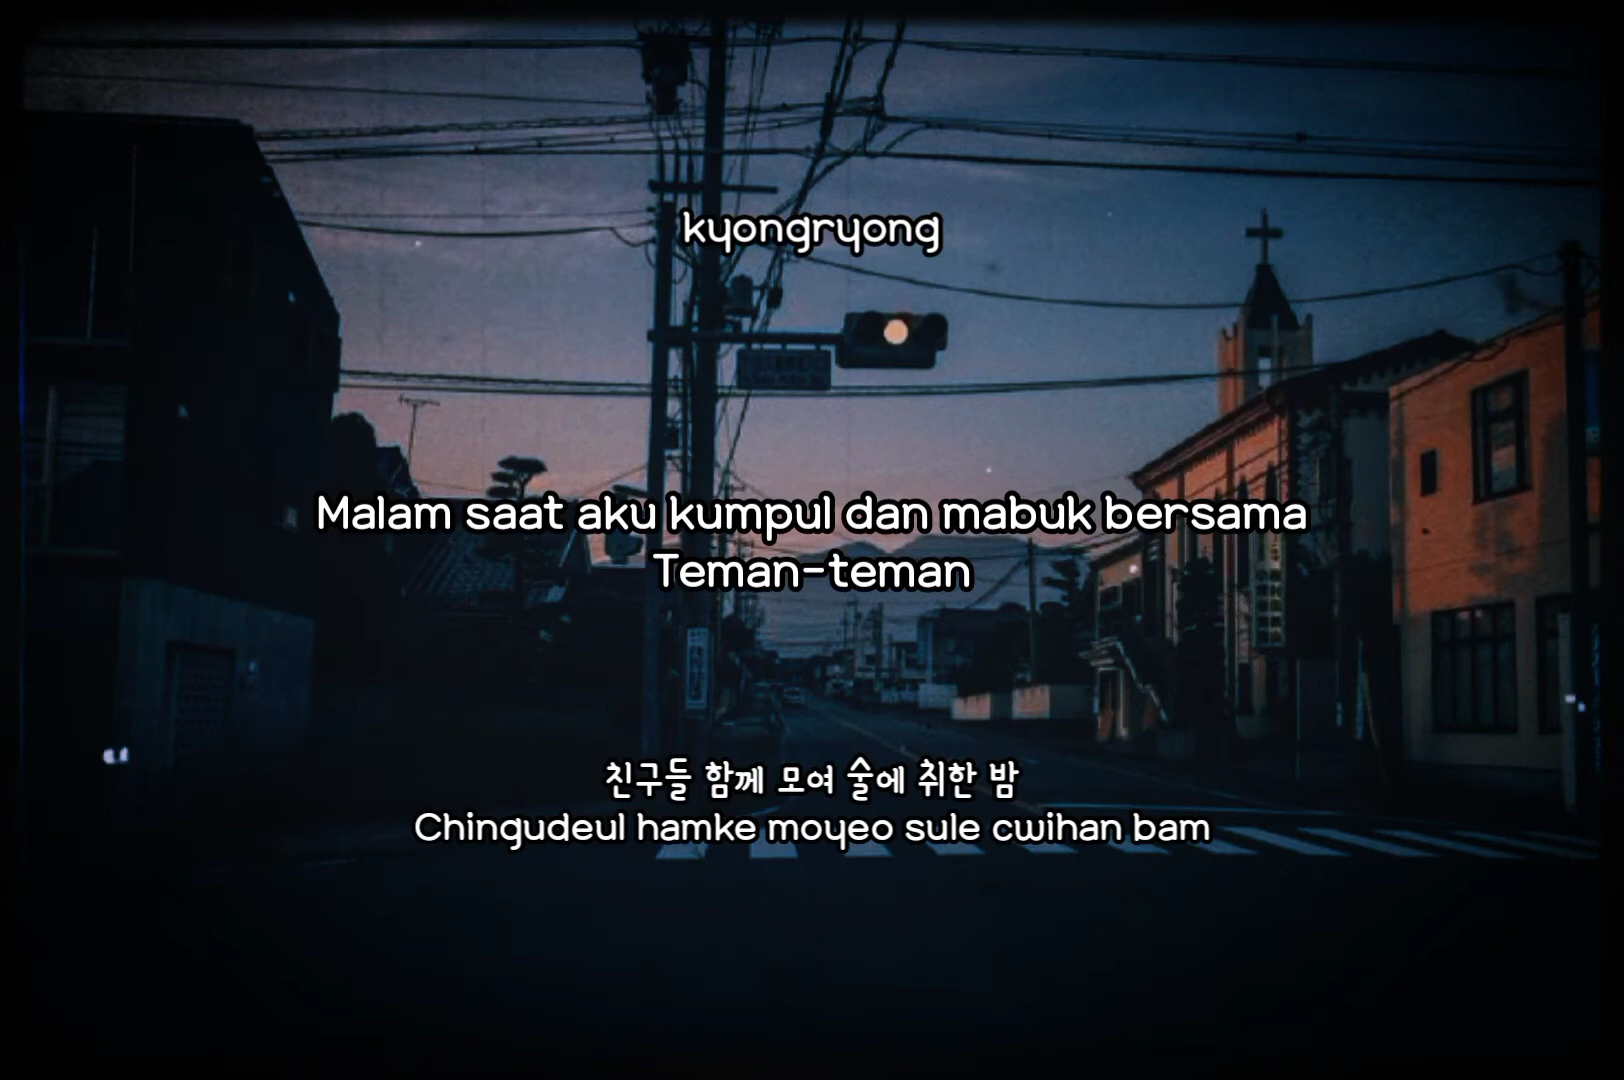 kyongryong
Malam saat aku kumpul dan mabuk bersama
Teman-teman
친구들 함께 모여 술에 취한 밤
Chingudeul hamke moyeo sule cwihan bam